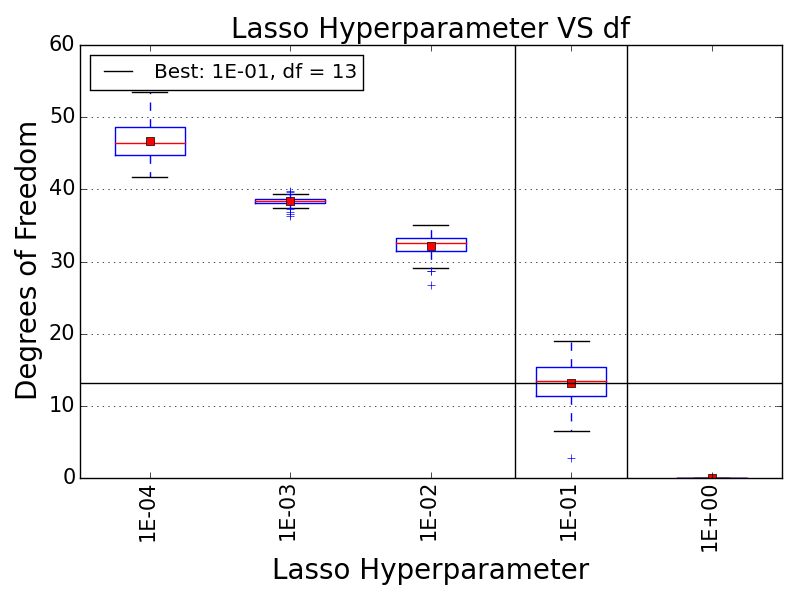 Lasso Hyperparameter VS df
Best: 1E-01, df = 13
Degrees of Freedom
60
50
40
30
20
10
0
1E-04
1E-03
1E-02
1E-01
1E+00
Lasso Hyperparameter